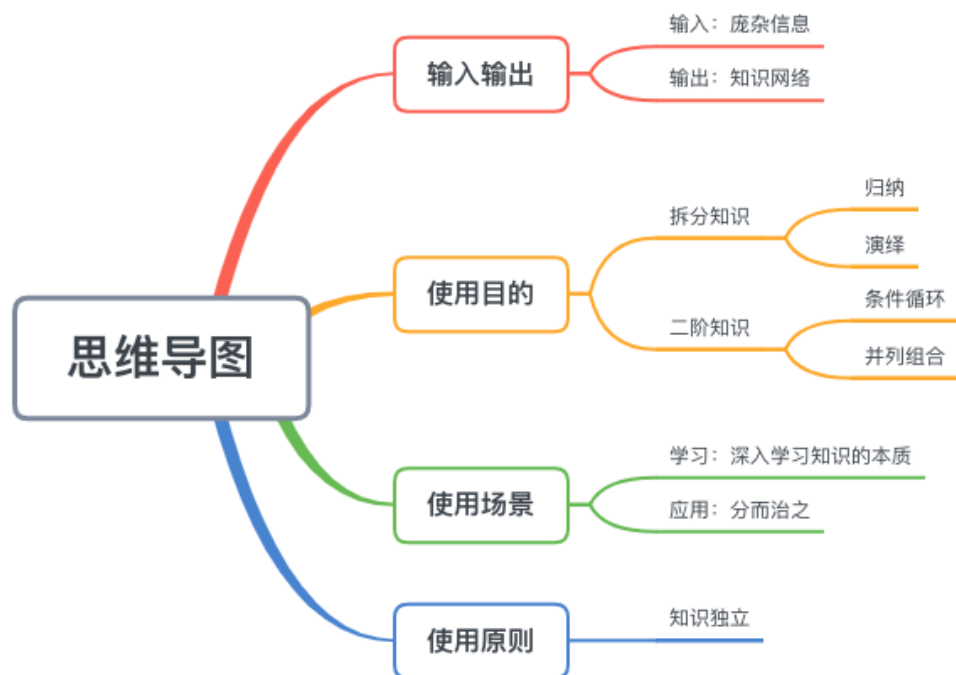 思维导图
输入输出
输入：庞杂信息
输出：知识网络
使用目的
拆分知识
归纳
演绎
二阶知识
条件循环
并列组合
使用场景
学习：深入学习知识的本质
应用：分而治之
使用原则
知识独立